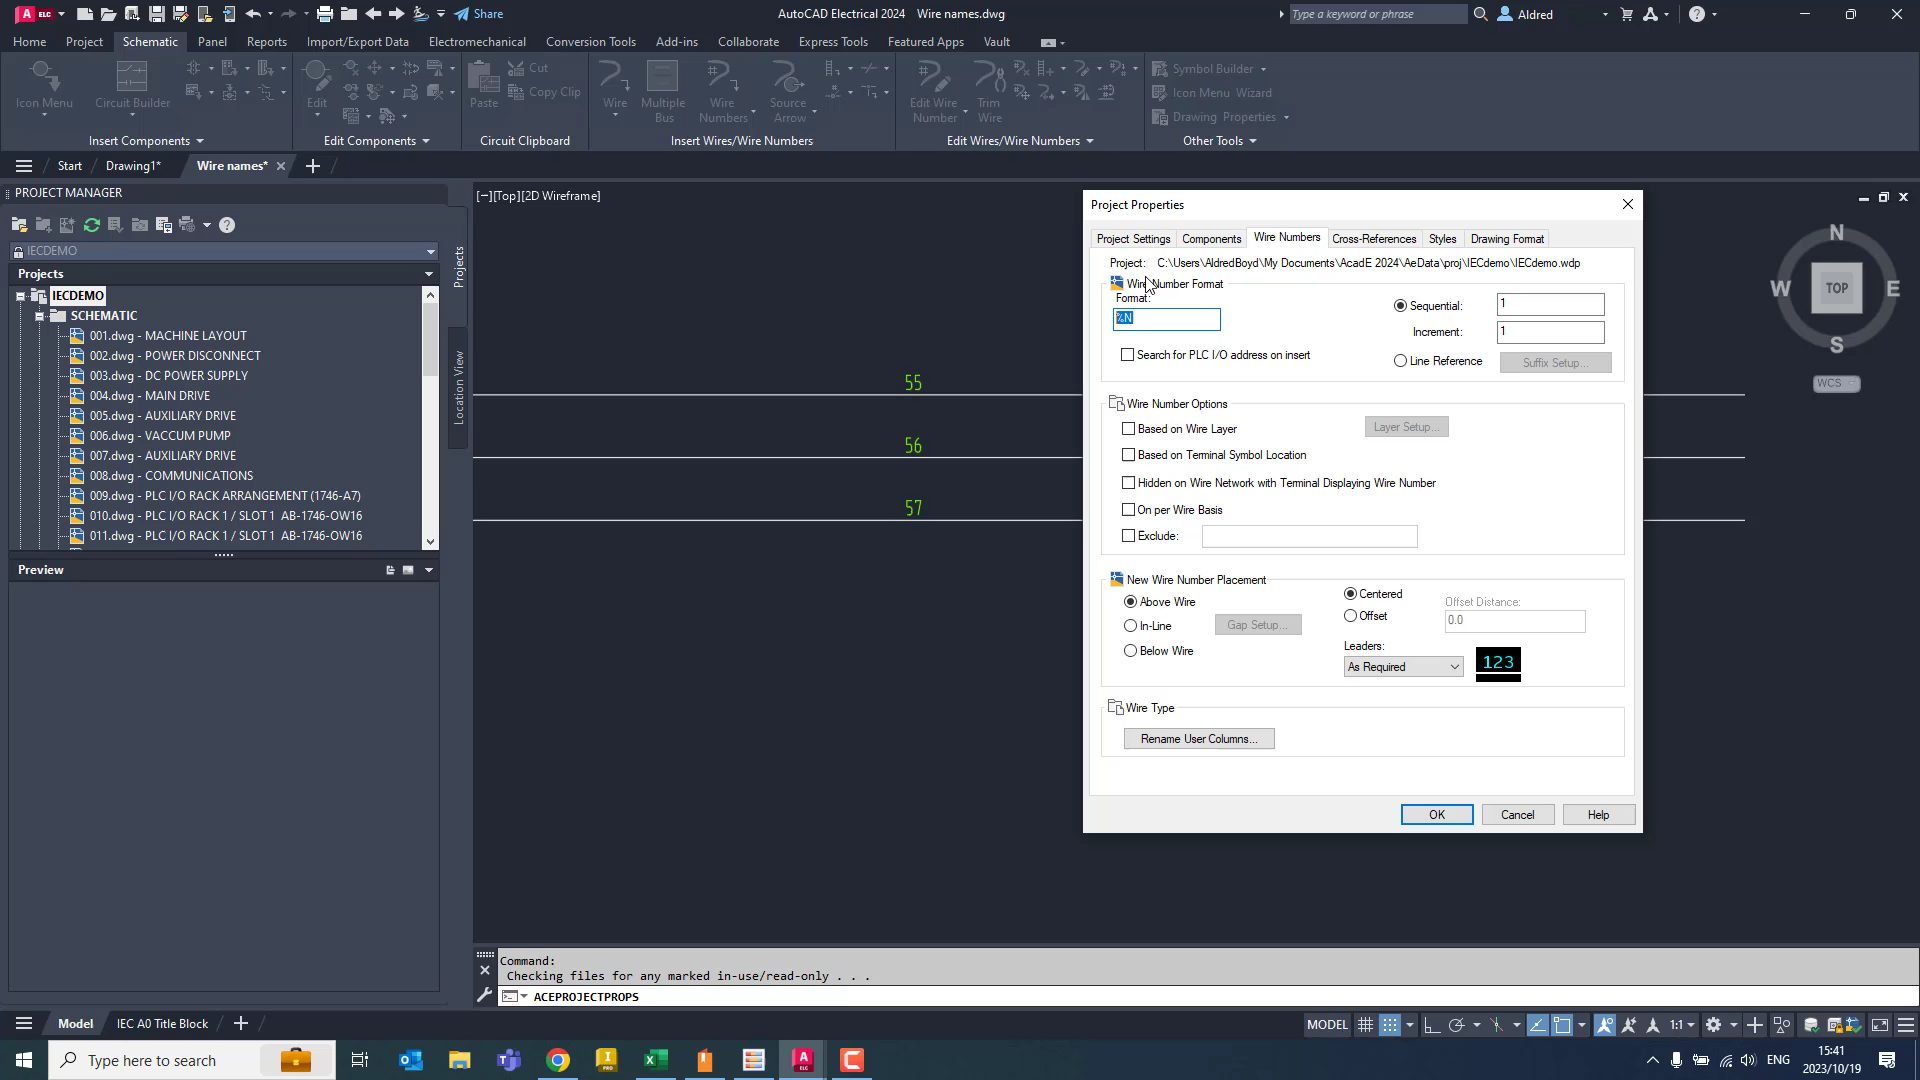 A ELC
Share
AutoCAD Electrical 2024 Wire names.dwg
Type a keyword or phrase
Aldred
Home
Project
Schematic
Panel
Reports
Import/Export Data
Electromechanical
Conversion Tools
Add-ins
Collaborate
Express Tools
Featured Apps
Vault
Icon Menu
Circuit Builder
Insert Components
Edit
Edit Components
Paste
Cut
Copy Clip
Circuit Clipboard
Wire
Multiple
Bus
Wire
Numbers
Source
Arrow
Insert Wires/Wire Numbers
Edit Wire
Number
Trim
Wire
Edit Wires/Wire Numbers
Symbol Builder
Icon Menu Wizard
Drawing Properties
Other Tools
Start
Drawing1*
Wire names*
PROJECT MANAGER
IECDEMO
Projects
IECDEMO
SCHEMATIC
001.dwg - MACHINE LAYOUT
002.dwg - POWER DISCONNECT
003.dwg - DC POWER SUPPLY
004.dwg - MAIN DRIVE
005.dwg - AUXILIARY DRIVE
006.dwg - VACCUM PUMP
007.dwg - AUXILIARY DRIVE
008.dwg - COMMUNICATIONS
009.dwg - PLC I/O RACK ARRANGEMENT (1746-A7)
010.dwg - PLC I/O RACK 1 / SLOT 1 AB-1746-OW16
011.dwg - PLC I/O RACK 1 / SLOT 1 AB-1746-OW16
Preview
Projects
Location View
[−][Top][2D Wireframe]
55
56
57
Project Properties
Project Settings
Components
Wire Numbers
Cross-References
Styles
Drawing Format
Project: C:\Users\AldredBoyd\My Documents\AcadE 2024\AeData\proj\IECdemo\IECdemo.wdp
Wire Number Format
Format:
%N
Search for PLC I/O address on insert
Sequential:
1
Increment:
1
Line Reference
Suffix Setup...
Wire Number Options
Based on Wire Layer
Layer Setup...
Based on Terminal Symbol Location
Hidden on Wire Network with Terminal Displaying Wire Number
On per Wire Basis
Exclude:
New Wire Number Placement
Above Wire
In-Line
Gap Setup...
Below Wire
Centered
Offset
Offset Distance:
0.0
Leaders:
As Required
123
Wire Type
Rename User Columns...
OK
Cancel
Help
N
W
TOP
E
S
WCS
Command:
Checking files for any marked in-use/read-only . . .
ACEPROJECTPROPS
Model
IEC A0 Title Block
MODEL
1:1
Type here to search
ENG
15:41
2023/10/19